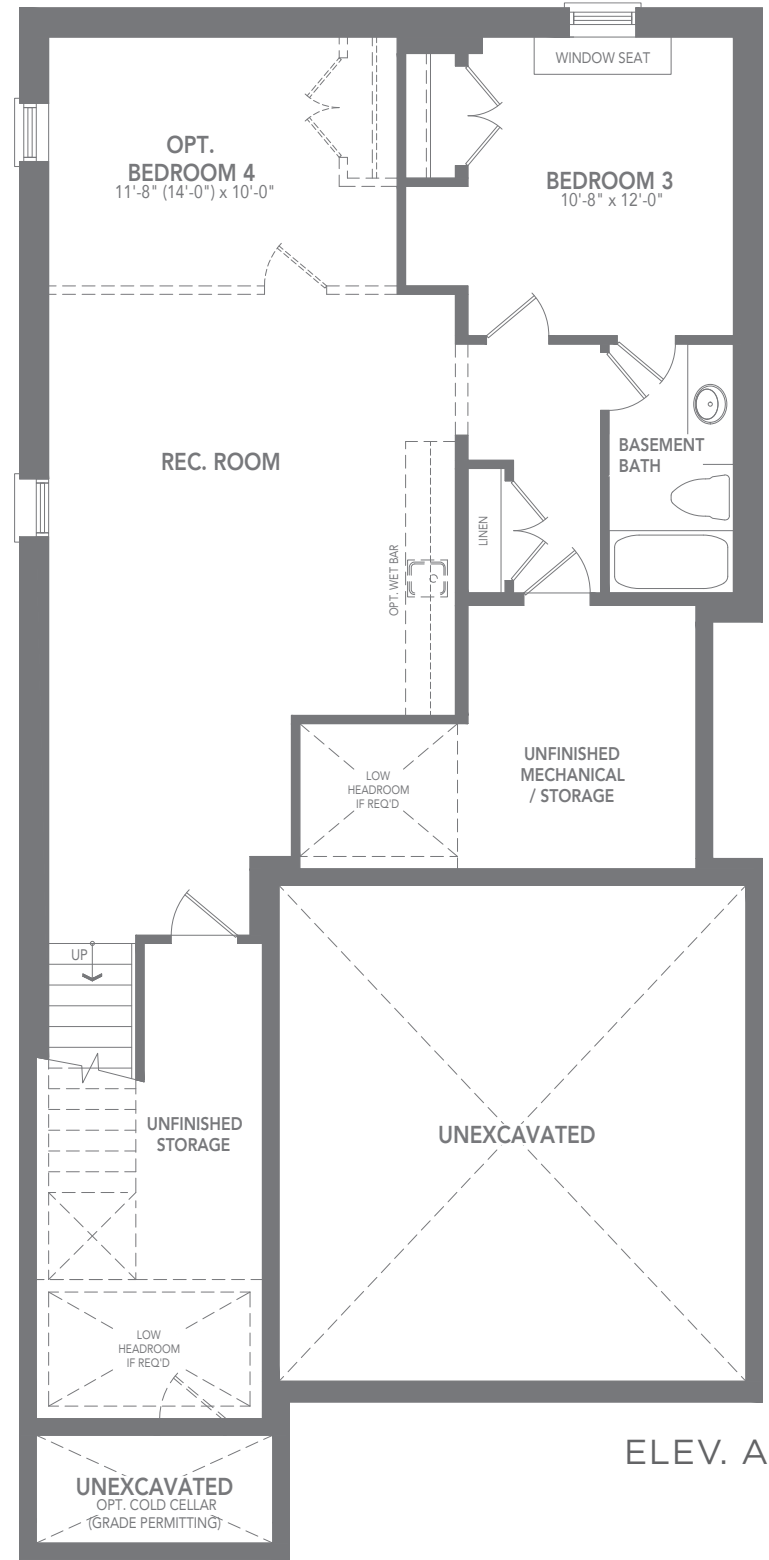 WINDOW SEAT
OPT.
BEDROOM 4
11'-8" (14'-0") x 10'-0"
BEDROOM 3
10'-8" x 12'-0"
REC. ROOM
BASEMENT
BATH
LINEN
OPT. WET BAR
UNFINISHED
MECHANICAL
/ STORAGE
LOW
HEADROOM
IF REQ'D
UP
UNFINISHED
STORAGE
UNEXCAVATED
LOW
HEADROOM
IF REQ'D
ELEV. A
UNEXCAVATED
OPT. COLD CELLAR
(GRADE PERMITTING)